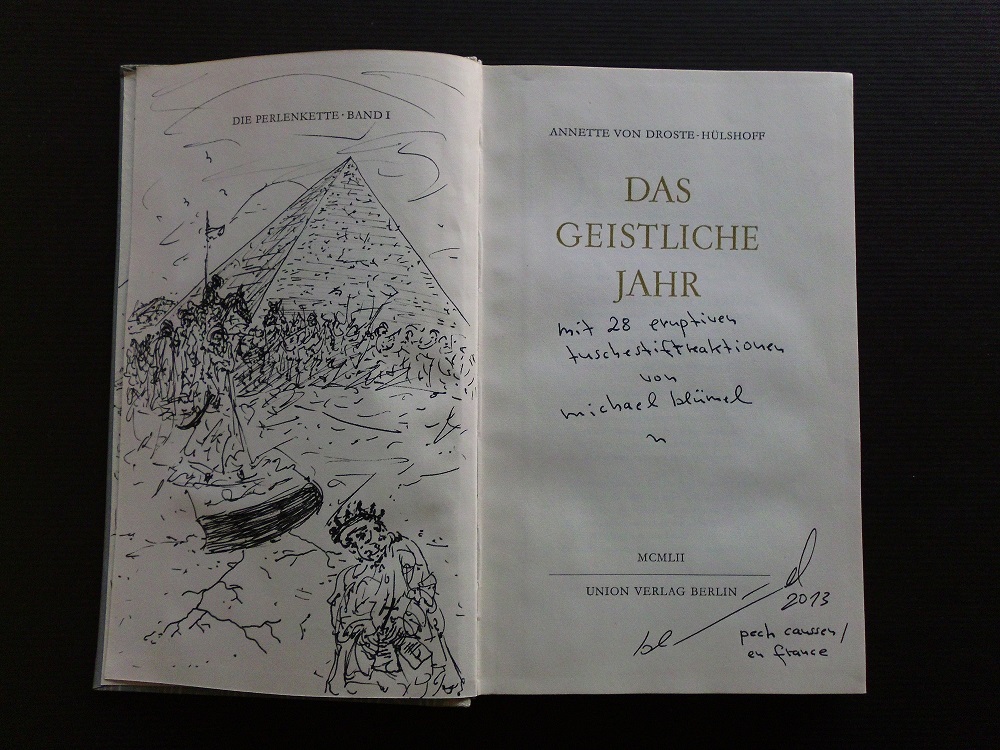 DIE PERLENKETTE · BAND I
ANNETTE VON DROSTE-HÜLSHOFF
DAS
GEISTLICHE
JAHR
mit 28 eruptiven
tuschestiftreaktionen
von
michael blümel
MCMLII
UNION VERLAG BERLIN
2013
pech caussen /
en france